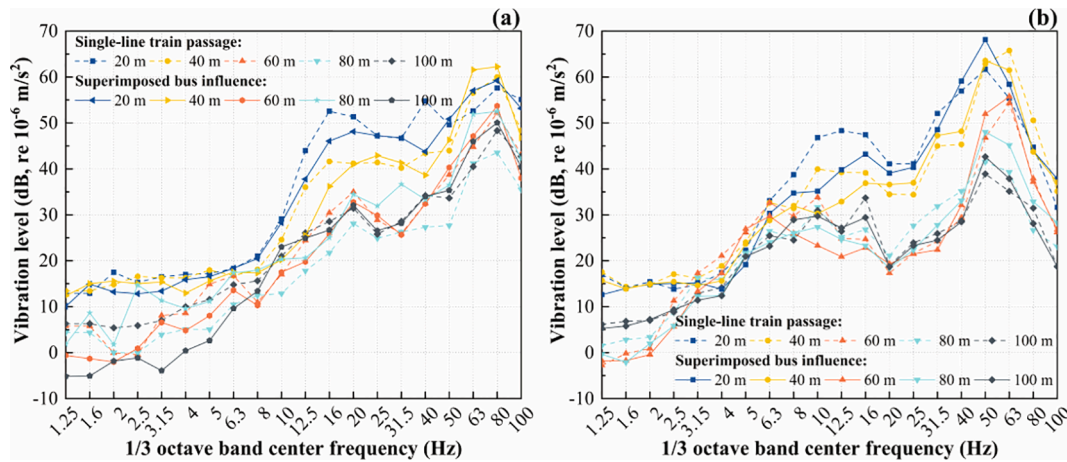 (a)
Vibration level (dB, re 10⁻⁶ m/s²)
70
60
50
40
30
20
10
0
-10
Single-line train passage:
20 m 40 m 60 m 80 m 100 m
Superimposed bus influence:
20 m 40 m 60 m 80 m 100 m
1.25 1.6 2 2.5 3.15 4 5 6.3 8 10 12.5 16 20 25 31.5 40 50 63 80 100
1/3 octave band center frequency (Hz)
(b)
Vibration level (dB, re 10⁻⁶ m/s²)
70
60
50
40
30
20
10
0
-10
Single-line train passage:
20 m 40 m 60 m 80 m 100 m
Superimposed bus influence:
20 m 40 m 60 m 80 m 100 m
1.25 1.6 2 2.5 3.15 4 5 6.3 8 10 12.5 16 20 25 31.5 40 50 63 80 100
1/3 octave band center frequency (Hz)